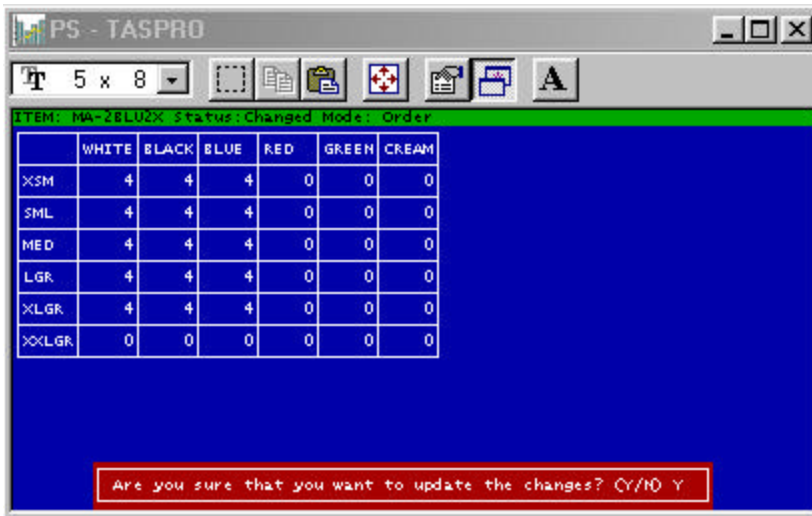 PS - TASPRO
5 x 8 A
ITEM: MA-2BLU2X Status:Changed Mode: Order
WHITE BLACK BLUE RED GREEN CREAM
XSM 4 4 4 0 0 0
SML 4 4 4 0 0 0
MED 4 4 4 0 0 0
LGR 4 4 4 0 0 0
XLGR 4 4 4 0 0 0
XXLGR 0 0 0 0 0 0
Are you sure that you want to update the changes? (Y/N) Y